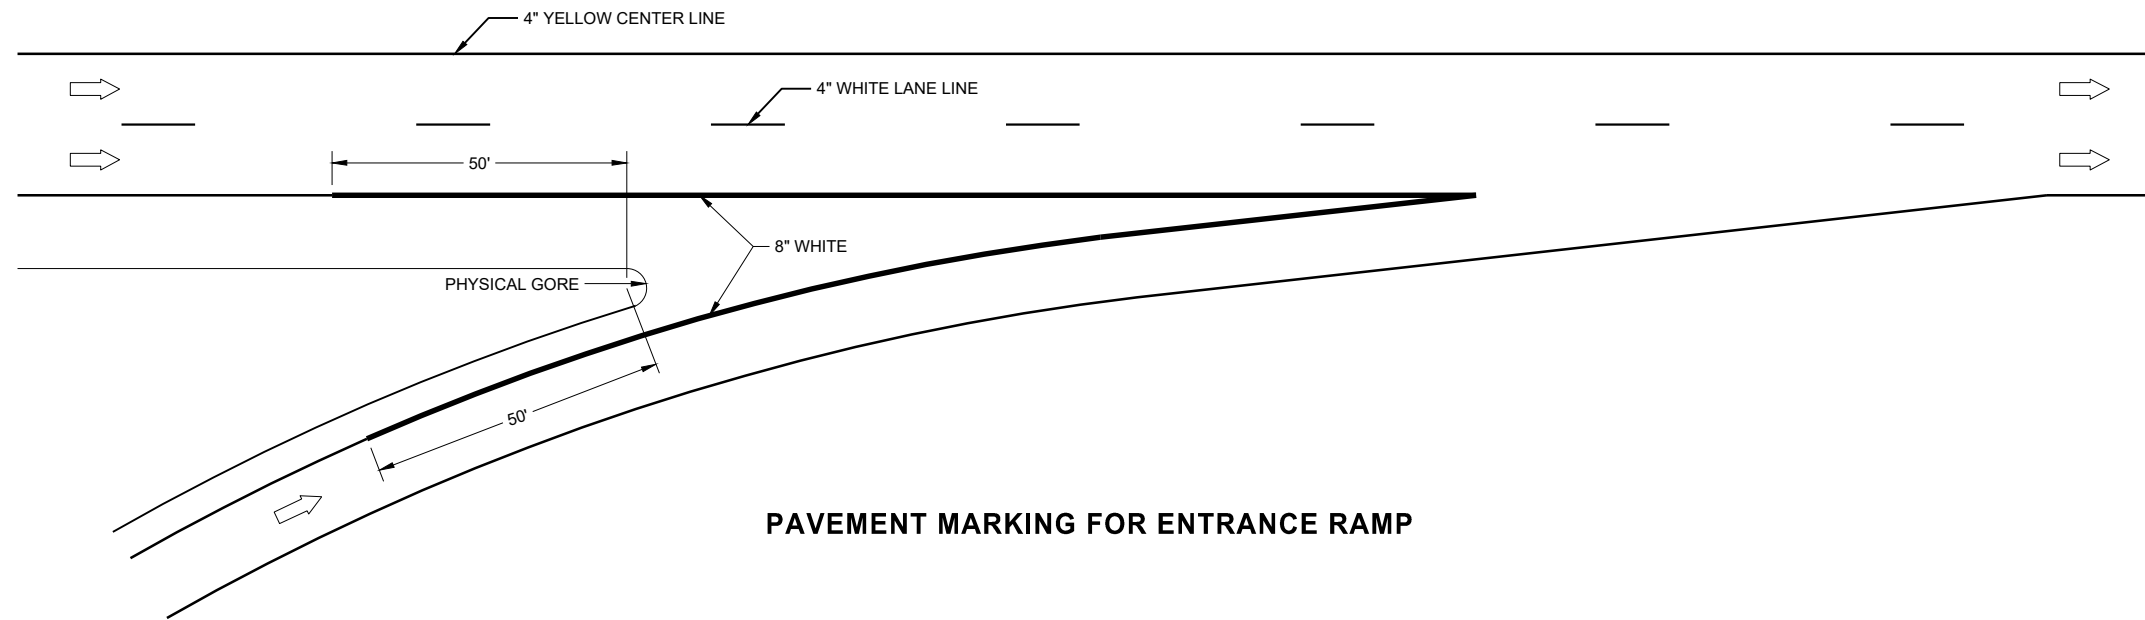 4" YELLOW CENTER LINE
4" WHITE LANE LINE
50'
8" WHITE
PHYSICAL GORE
50'
PAVEMENT MARKING FOR ENTRANCE RAMP